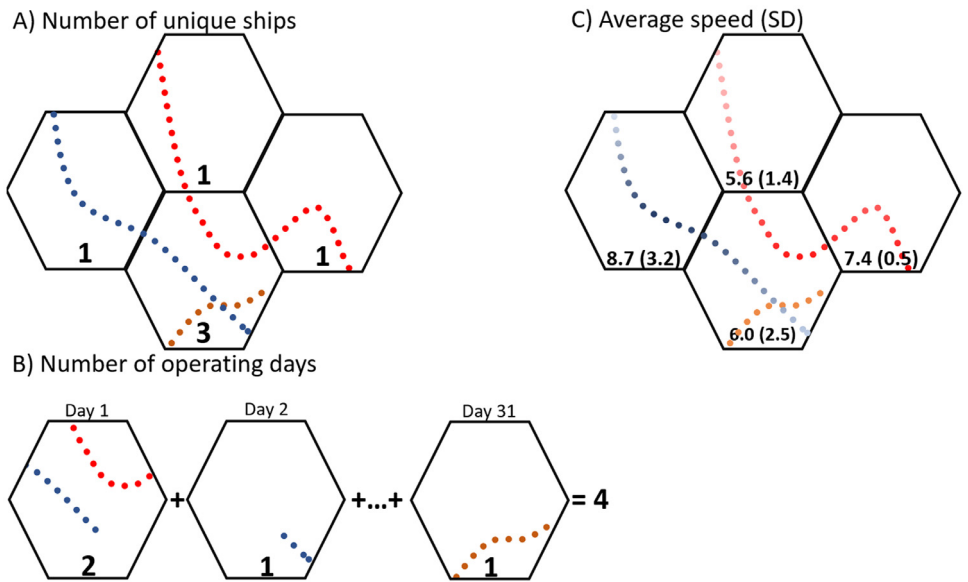 A) Number of unique ships
1
1
1
3
C) Average speed (SD)
5.6 (1.4)
8.7 (3.2)
7.4 (0.5)
6.0 (2.5)
B) Number of operating days
Day 1
Day 2
Day 31
+
+...+
= 4
2
1
1